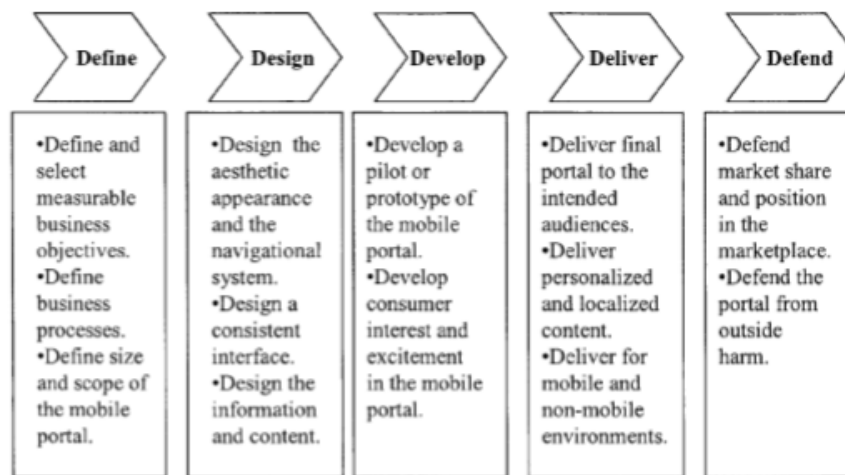 Define
Design
Develop
Deliver
Defend
•Define and
select
measurable
business
objectives.
•Define
business
processes.
•Define size
and scope of
the mobile
portal.
•Design the
aesthetic
appearance
and the
navigational
system.
•Design a
consistent
interface.
•Design the
information
and content.
•Develop a
pilot or
prototype of
the mobile
portal.
•Develop
consumer
interest and
excitement
in the mobile
portal.
•Deliver final
portal to the
intended
audiences.
•Deliver
personalized
and localized
content.
•Deliver for
mobile and
non-mobile
environments.
•Defend
market share
and position
in the
marketplace.
•Defend the
portal from
outside
harm.